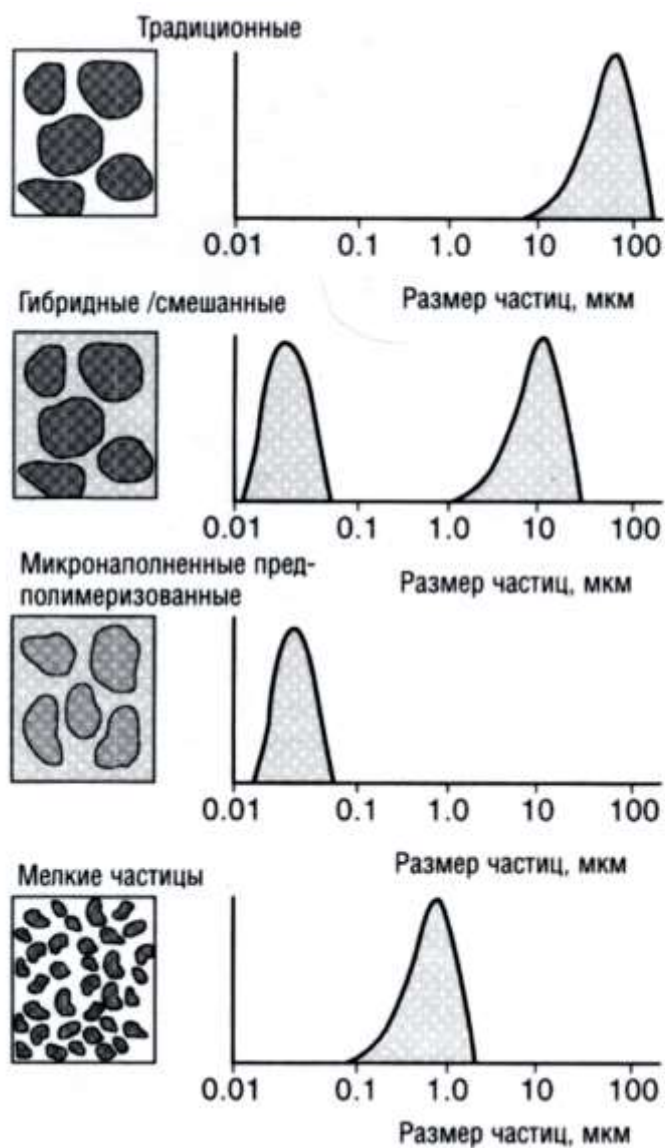 Традиционные
0.01 0.1 1.0 10 100
Размер частиц, мкм
Гибридные /смешанные
0.01 0.1 1.0 10 100
Размер частиц, мкм
Микронаполненные пред-
полимеризованные
0.01 0.1 1.0 10 100
Размер частиц, мкм
Мелкие частицы
0.01 0.1 1.0 10 100
Размер частиц, мкм